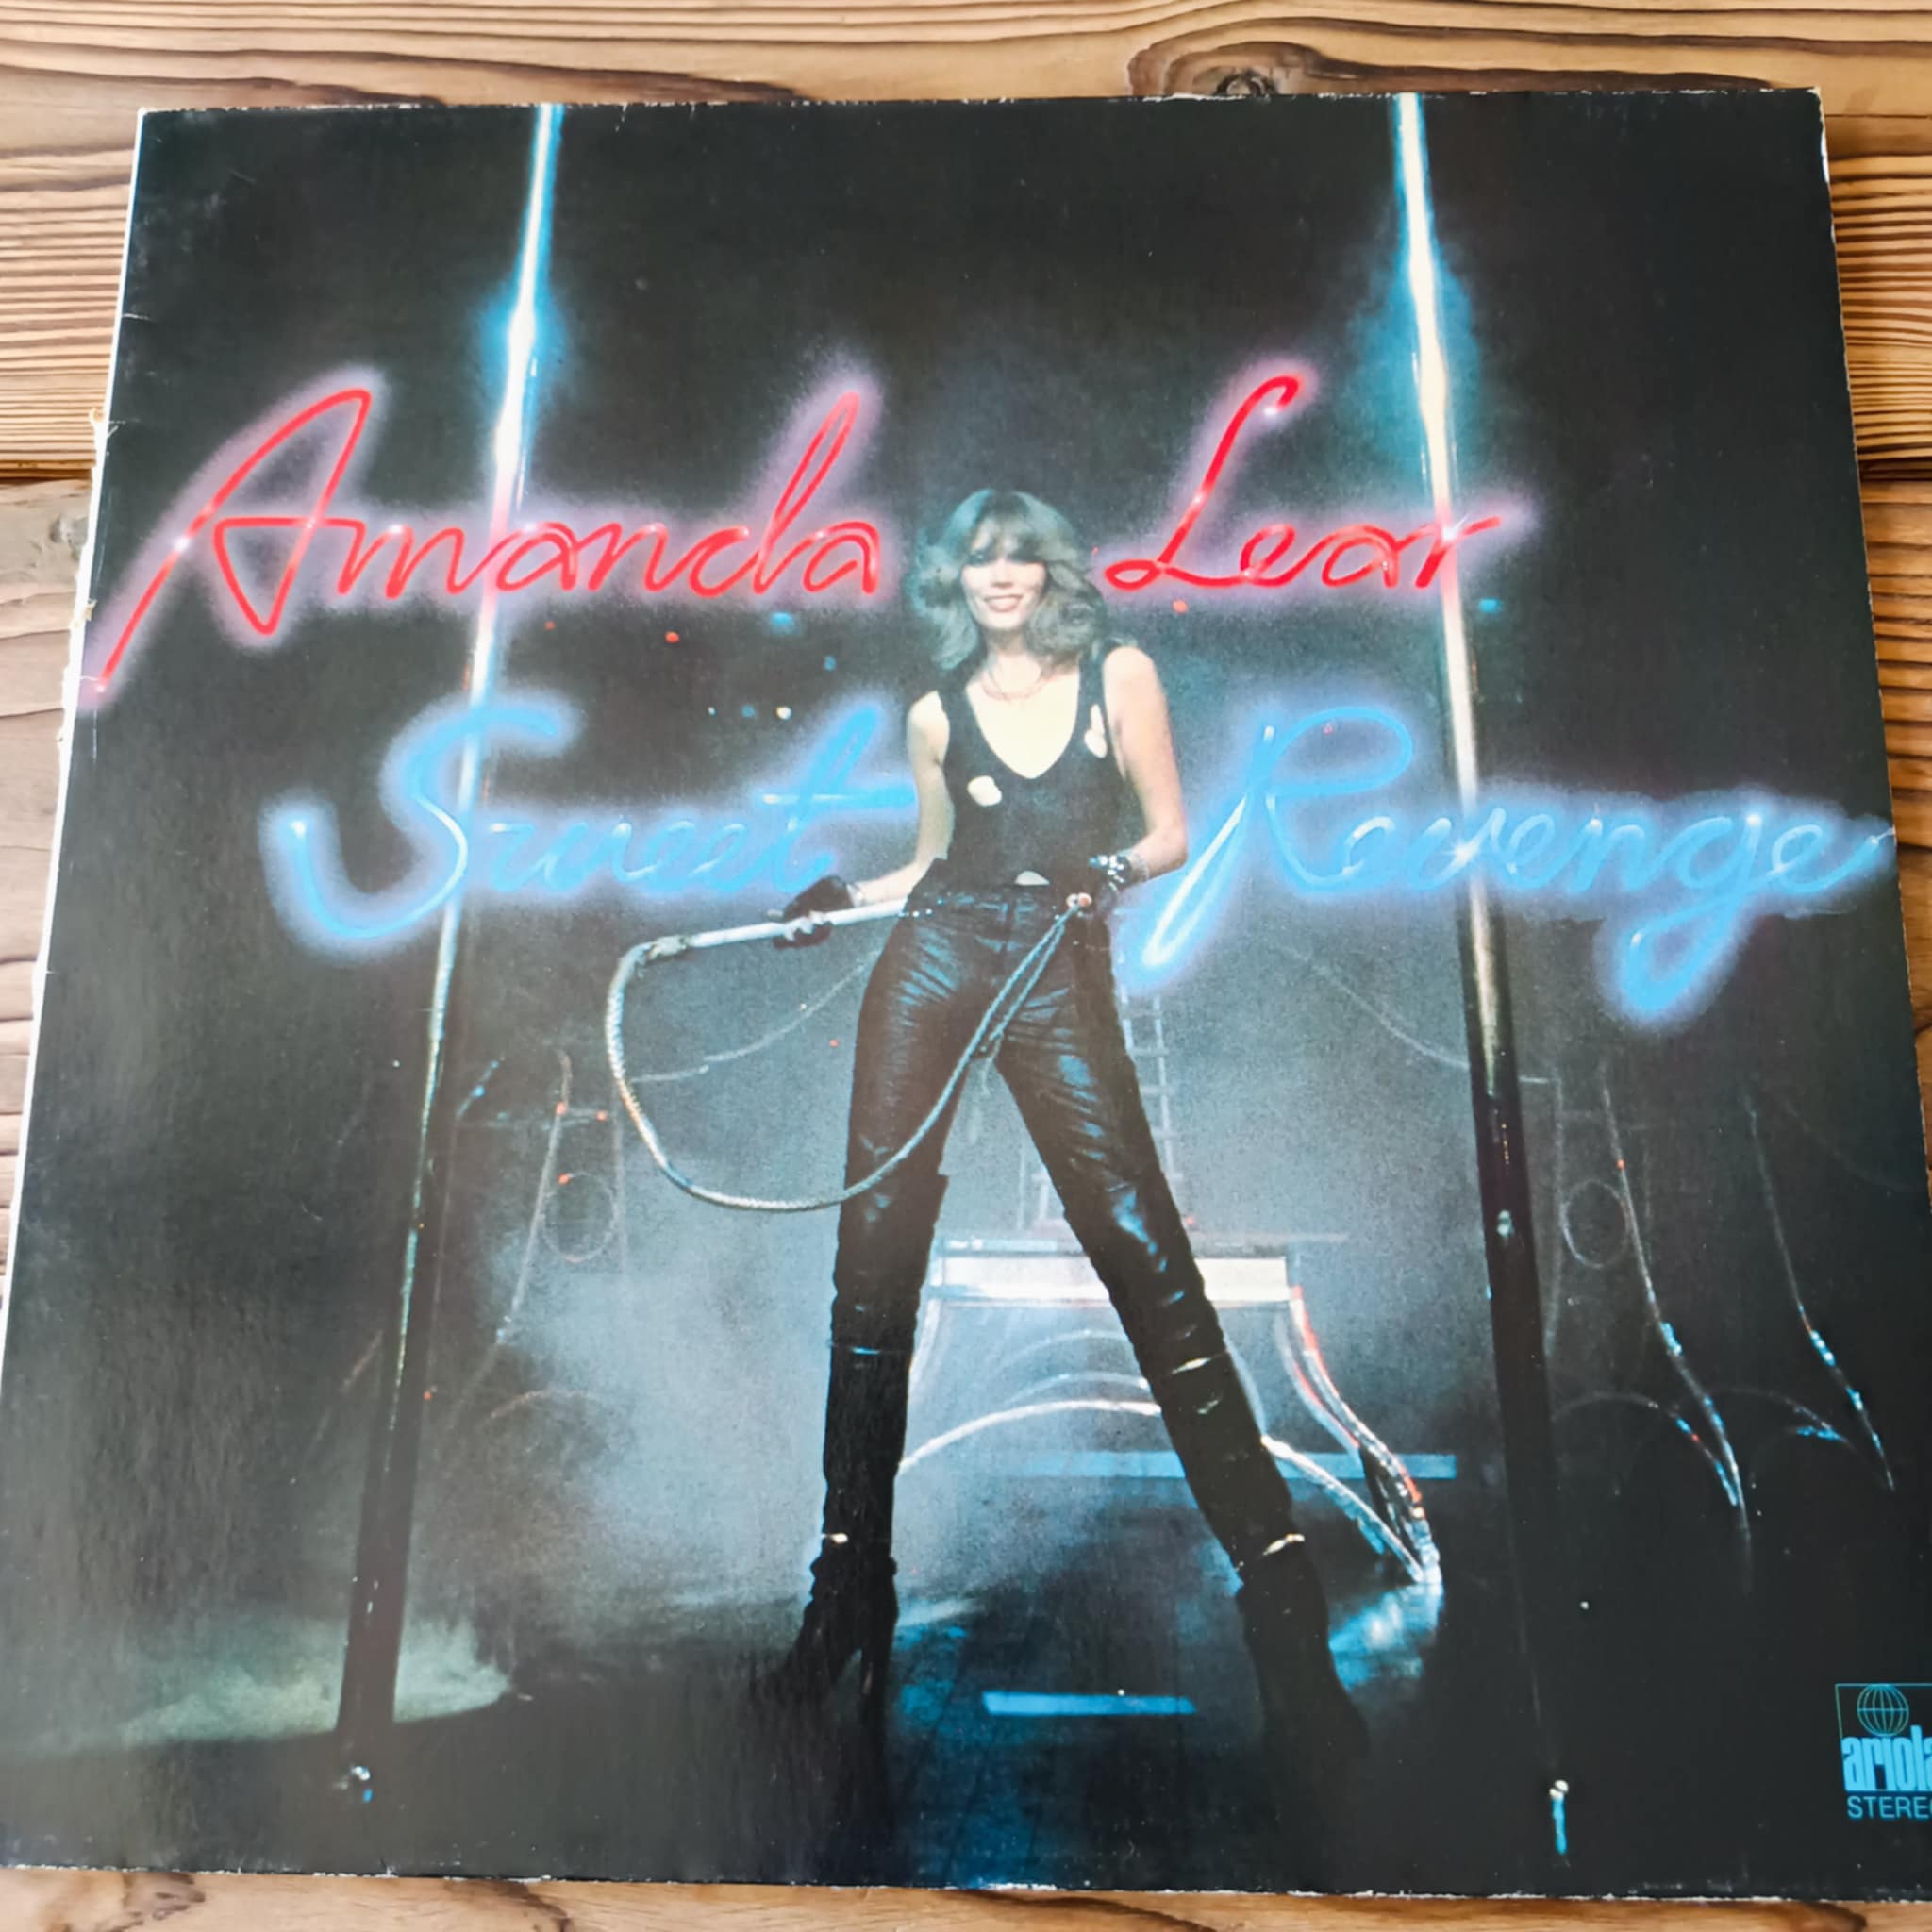 Amanda Lear
Sweet Revenge
ariola
STEREO